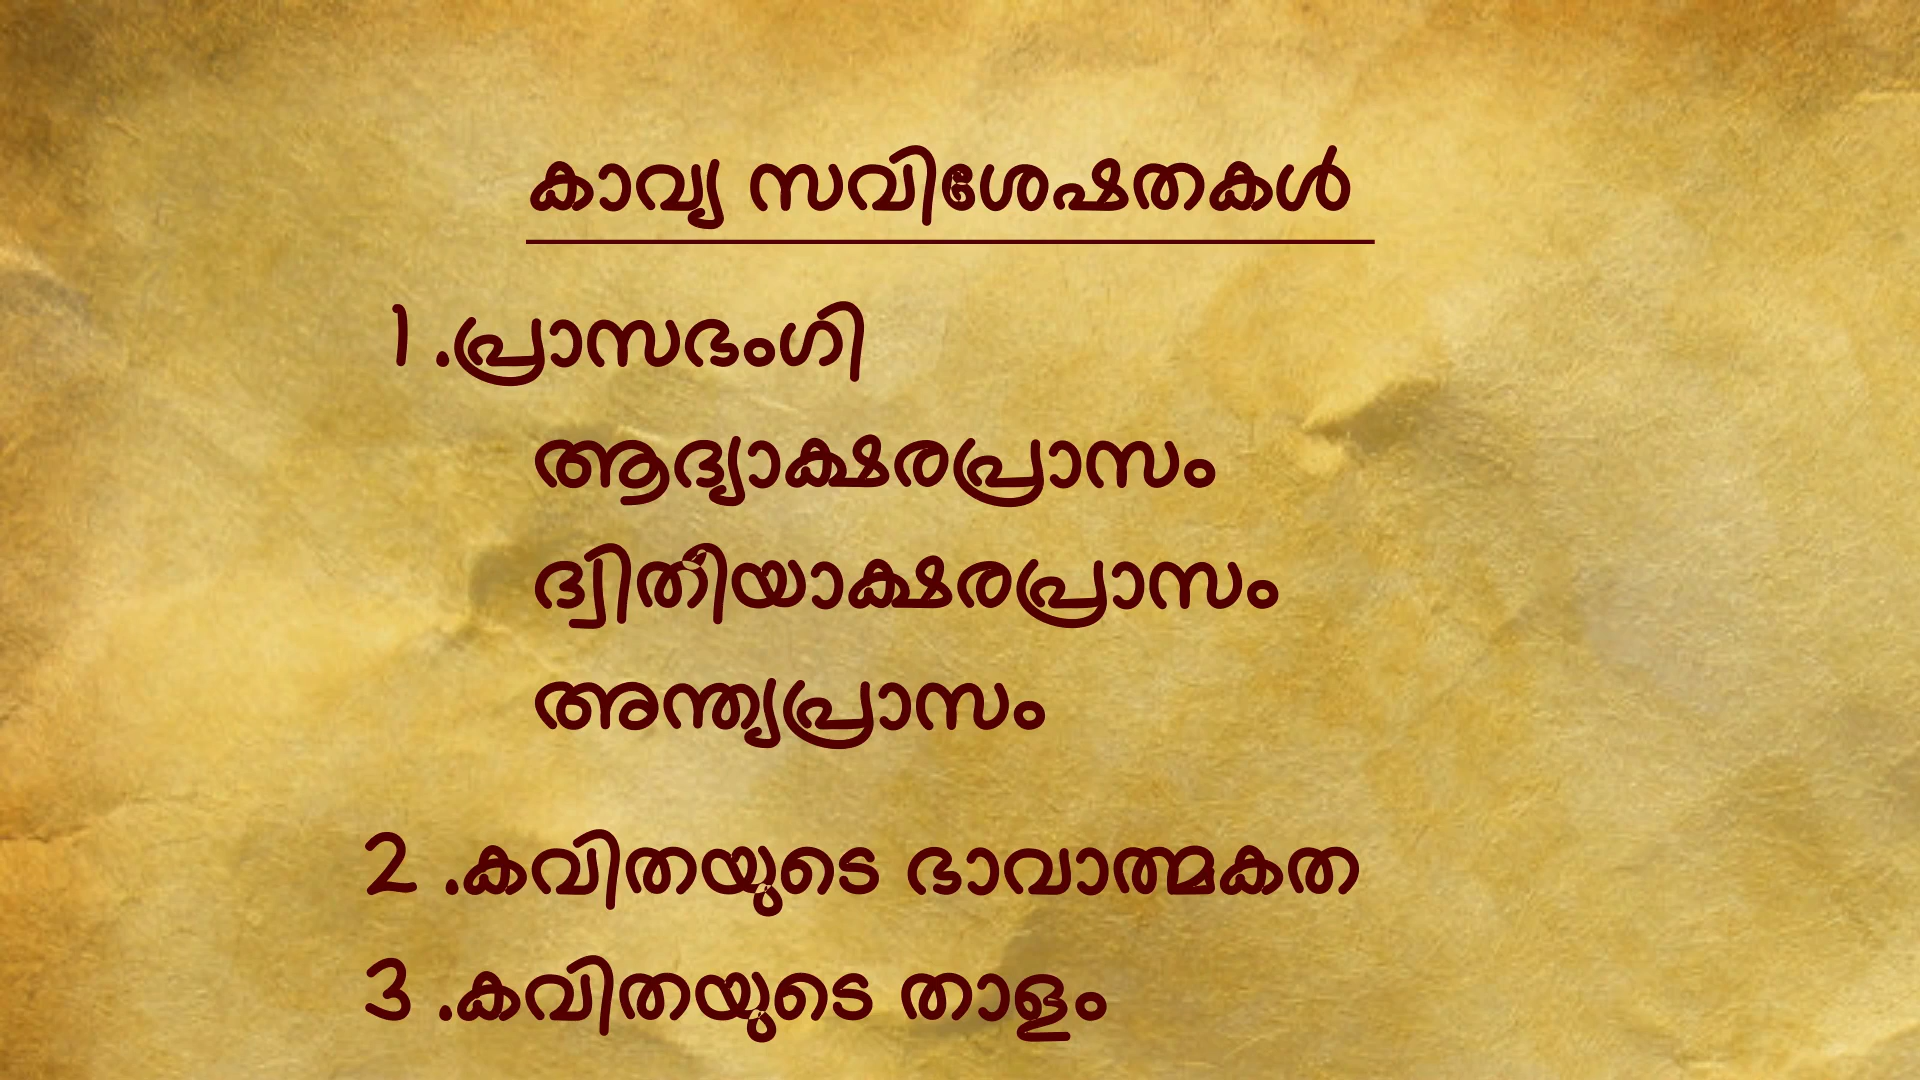 കാവ്യ സവിശേഷതകൾ
1 .പ്രാസഭംഗി
ആദ്യാക്ഷരപ്രാസം
ദ്വിതീയാക്ഷരപ്രാസം
അന്ത്യപ്രാസം
2 .കവിതയുടെ ഭാവാത്മകത
3 .കവിതയുടെ താളം